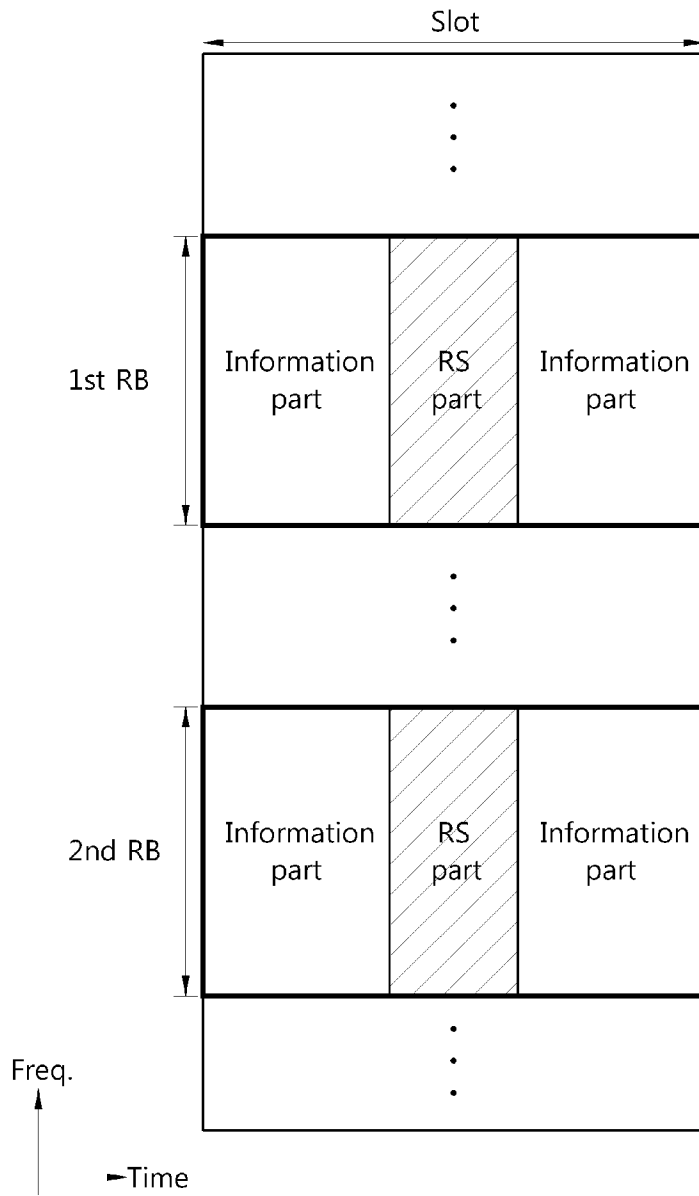 Slot
1st RB
Information
part
RS
part
Information
part
2nd RB
Information
part
RS
part
Information
part
Freq.
Time